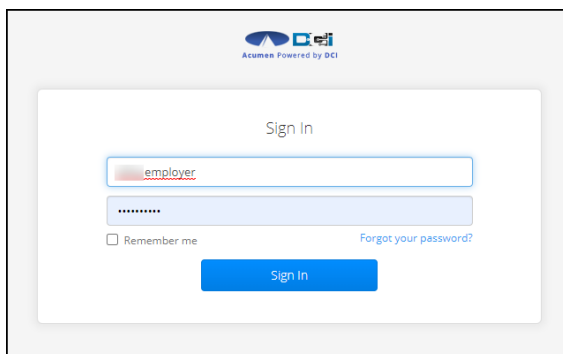 DCI
Acumen Powered by DCI
Sign In
employer
••••••••••
Remember me
Forgot your password?
Sign In